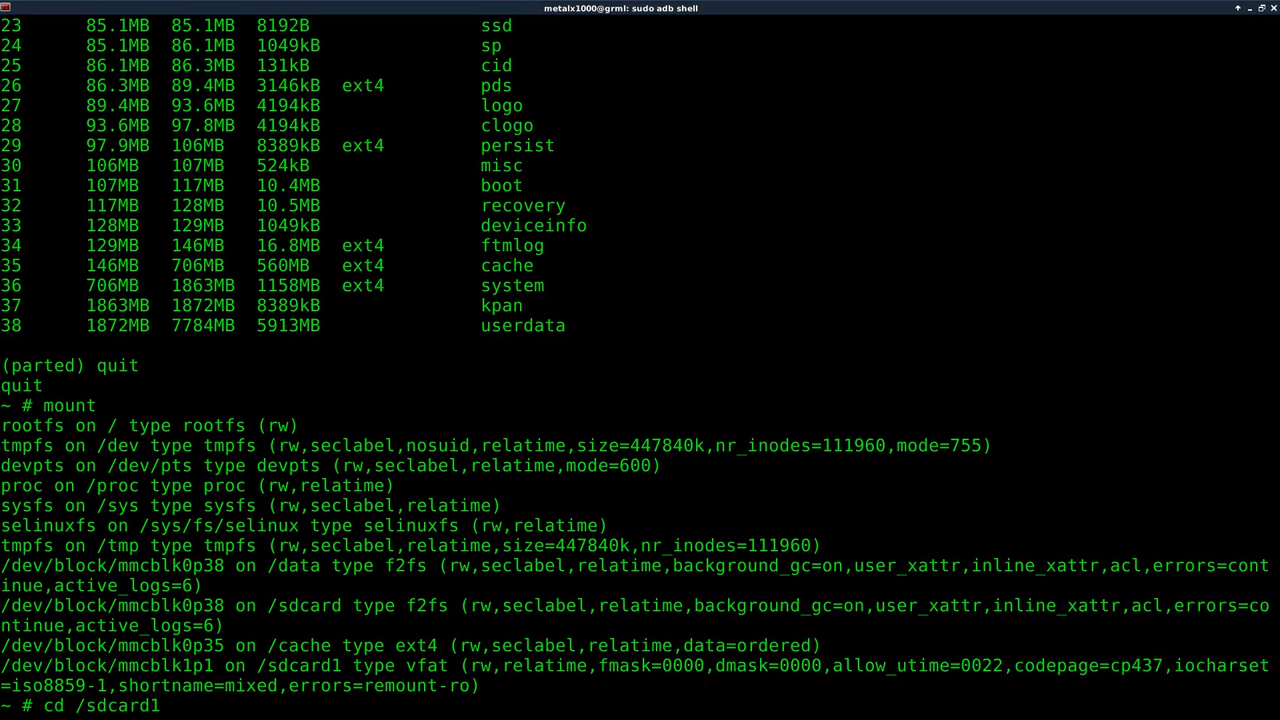 metalx1000@grml: sudo adb shell
23      85.1MB  85.1MB  8192B               ssd
24      85.1MB  86.1MB  1049kB              sp
25      86.1MB  86.3MB  131kB               cid
26      86.3MB  89.4MB  3146kB  ext4         pds
27      89.4MB  93.6MB  4194kB              logo
28      93.6MB  97.8MB  4194kB              clogo
29      97.9MB  106MB   8389kB  ext4         persist
30      106MB   107MB   524kB               misc
31      107MB   117MB   10.4MB              boot
32      117MB   128MB   10.5MB              recovery
33      128MB   129MB   1049kB              deviceinfo
34      129MB   146MB   16.8MB  ext4         ftmlog
35      146MB   706MB   560MB   ext4         cache
36      706MB   1863MB  1158MB  ext4         system
37      1863MB  1872MB  8389kB              kpan
38      1872MB  7784MB  5913MB              userdata
(parted) quit
quit
~ # mount
rootfs on / type rootfs (rw)
tmpfs on /dev type tmpfs (rw,seclabel,nosuid,relatime,size=447840k,nr_inodes=111960,mode=755)
devpts on /dev/pts type devpts (rw,seclabel,relatime,mode=600)
proc on /proc type proc (rw,relatime)
sysfs on /sys type sysfs (rw,seclabel,relatime)
selinuxfs on /sys/fs/selinux type selinuxfs (rw,relatime)
tmpfs on /tmp type tmpfs (rw,seclabel,relatime,size=447840k,nr_inodes=111960)
/dev/block/mmcblk0p38 on /data type f2fs (rw,seclabel,relatime,background_gc=on,user_xattr,inline_xattr,acl,errors=cont
inue,active_logs=6)
/dev/block/mmcblk0p38 on /sdcard type f2fs (rw,seclabel,relatime,background_gc=on,user_xattr,inline_xattr,acl,errors=co
ntinue,active_logs=6)
/dev/block/mmcblk0p35 on /cache type ext4 (rw,seclabel,relatime,data=ordered)
/dev/block/mmcblk1p1 on /sdcard1 type vfat (rw,relatime,fmask=0000,dmask=0000,allow_utime=0022,codepage=cp437,iocharset
=iso8859-1,shortname=mixed,errors=remount-ro)
~ # cd /sdcard1